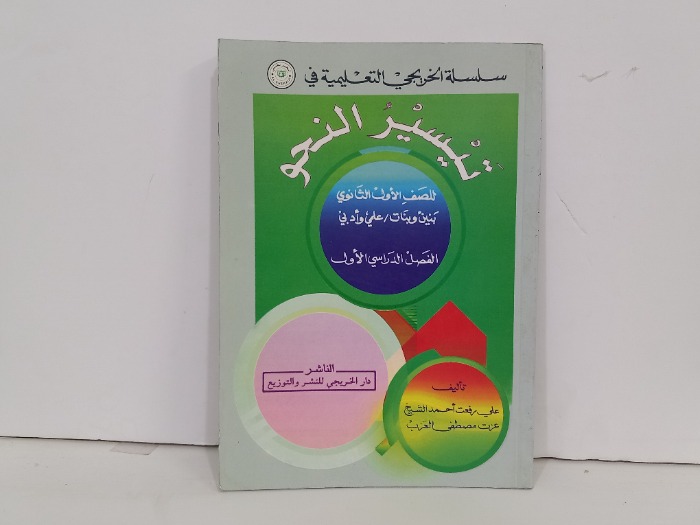 سلسلة الخريجي التعليمية في
تيسير النحو
للصف الأول الثانوي
بنين وبنات / علمي وأدبي
الفصل الدراسي الأول
الناشر
دار الخريجي للنشر والتوزيع
تأليف
علي رفعت أحمد الشيخ
عزت مصطفى العرب